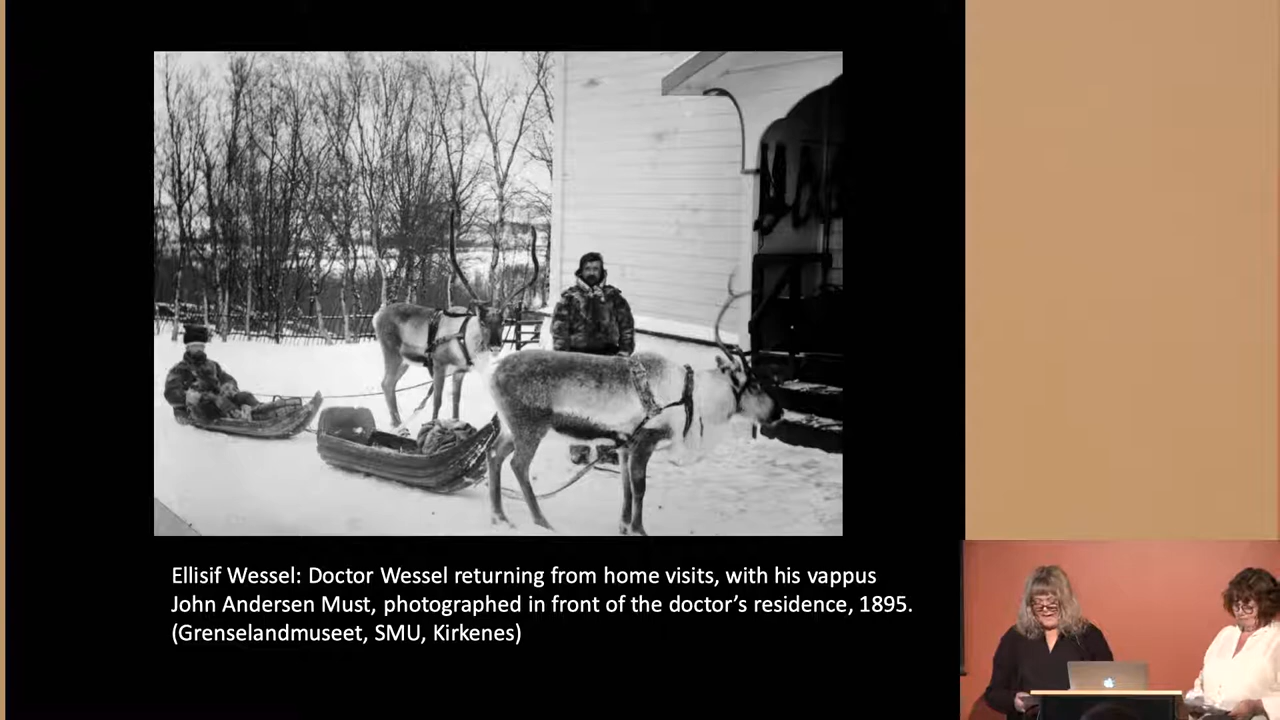 Ellisif Wessel: Doctor Wessel returning from home visits, with his vappus
John Andersen Must, photographed in front of the doctor’s residence, 1895.
(Grenselandmuseet, SMU, Kirkenes)